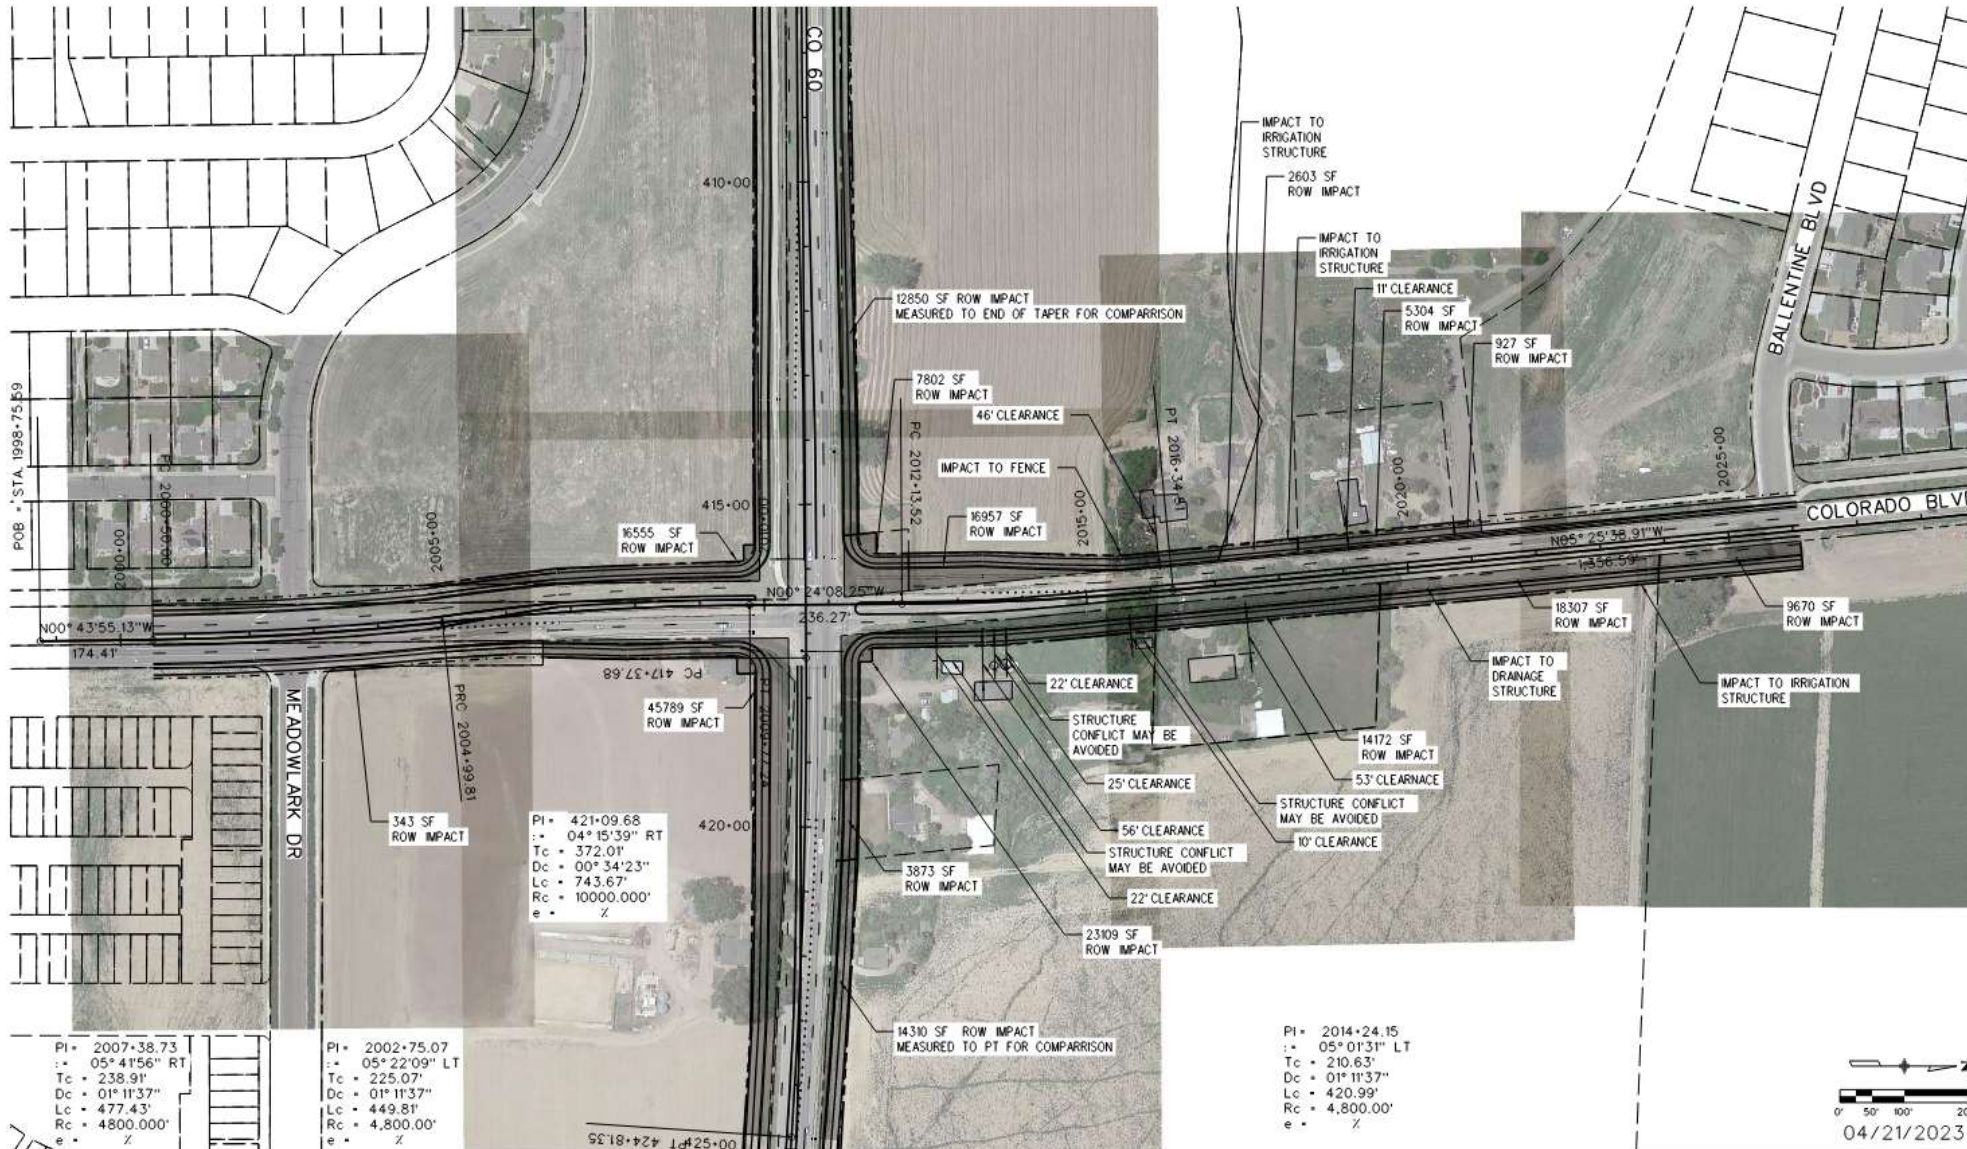 CO 60
410+00
IMPACT TO
IRRIGATION
STRUCTURE
2603 SF
ROW IMPACT
IMPACT TO
IRRIGATION
STRUCTURE
11' CLEARANCE
5304 SF
ROW IMPACT
927 SF
ROW IMPACT
BALLENTINE BLVD
12850 SF ROW IMPACT
MEASURED TO END OF TAPER FOR COMPARRISON
7802 SF
ROW IMPACT
46' CLEARANCE
PC 2012+13.52
PT 2016+34.51
IMPACT TO FENCE
POB = STA 1998+75.59
PC 2000+50.00
2000+00
2005+00
415+00
16555 SF
ROW IMPACT
16957 SF
ROW IMPACT
2015+00
2020+00
2025+00
COLORADO BLV
N05° 25'38.91"W
1,356.59'
N00° 24'08.25"W
236.27'
N00° 43'55.13"W
174.41'
18307 SF
ROW IMPACT
9670 SF
ROW IMPACT
IMPACT TO
DRAINAGE
STRUCTURE
IMPACT TO IRRIGATION
STRUCTURE
PC 417+37.68
45789 SF
ROW IMPACT
MEADOWLARK DR
PRC 2004+99.81
22' CLEARANCE
STRUCTURE
CONFLICT MAY BE
AVOIDED
14172 SF
ROW IMPACT
53' CLEARNACE
25' CLEARANCE
STRUCTURE CONFLICT
MAY BE AVOIDED
10' CLEARANCE
56' CLEARANCE
STRUCTURE CONFLICT
MAY BE AVOIDED
22' CLEARANCE
343 SF
ROW IMPACT
420+00
3873 SF
ROW IMPACT
23109 SF
ROW IMPACT
PI= 421+09.68
:= 04° 15'39" RT
Tc = 372.01'
Dc = 00° 34'23"
Lc = 743.67'
Rc = 10000.000'
e = %
14310 SF ROW IMPACT
MEASURED TO PT FOR COMPARRISON
PI= 2007+38.73
:= 05° 41'56" RT
Tc = 238.91'
Dc = 01° 11'37"
Lc = 477.43'
Rc = 4800.000'
e = %
PI= 2002+75.07
:= 05° 22'09" LT
Tc = 225.07'
Dc = 01° 11'37"
Lc = 449.81'
Rc = 4,800.00'
e = %
PI= 2014+24.15
:= 05° 01'31" LT
Tc = 210.63'
Dc = 01° 11'37"
Lc = 420.99'
Rc = 4,800.00'
e = %
PT 424+81.35
0' 50' 100' 20
04/21/2023